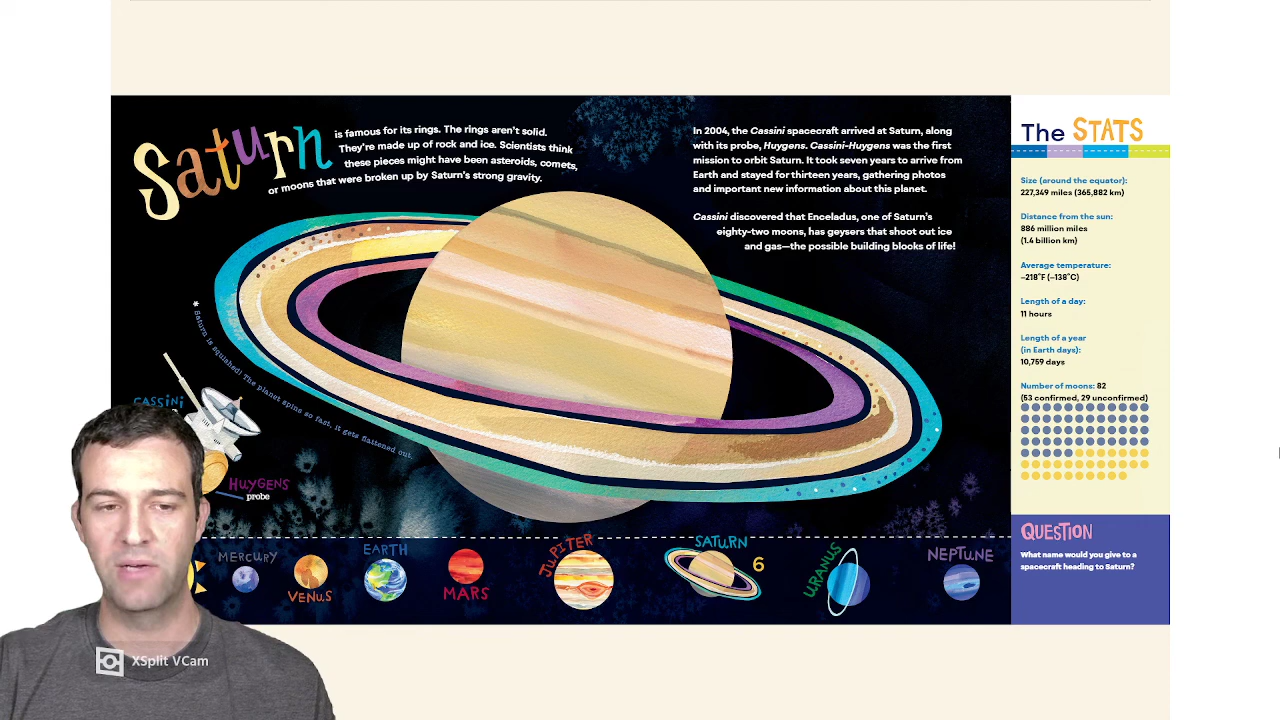 Saturn
is famous for its rings. The rings aren't solid.
They're made up of rock and ice. Scientists think
these pieces might have been asteroids, comets,
or moons that were broken up by Saturn's strong gravity.
In 2004, the Cassini spacecraft arrived at Saturn, along
with its probe, Huygens. Cassini-Huygens was the first
mission to orbit Saturn. It took seven years to arrive from
Earth and stayed for thirteen years, gathering photos
and important new information about this planet.
Cassini discovered that Enceladus, one of Saturn's
eighty-two moons, has geysers that shoot out ice
and gas—the possible building blocks of life!
* Saturn is squashed! The planet spins so fast, it gets flattened out.
CASSINI
HUYGENS
probe
MERCURY
VENUS
EARTH
MARS
JUPITER
SATURN
6
URANUS
NEPTUNE
The STATS
Size (around the equator):
227,349 miles (365,882 km)
Distance from the sun:
886 million miles
(1.4 billion km)
Average temperature:
–218°F (–138°C)
Length of a day:
11 hours
Length of a year
(in Earth days):
10,759 days
Number of moons: 82
(53 confirmed, 29 unconfirmed)
QUESTION
What name would you give to a
spacecraft heading to Saturn?
XSplit VCam